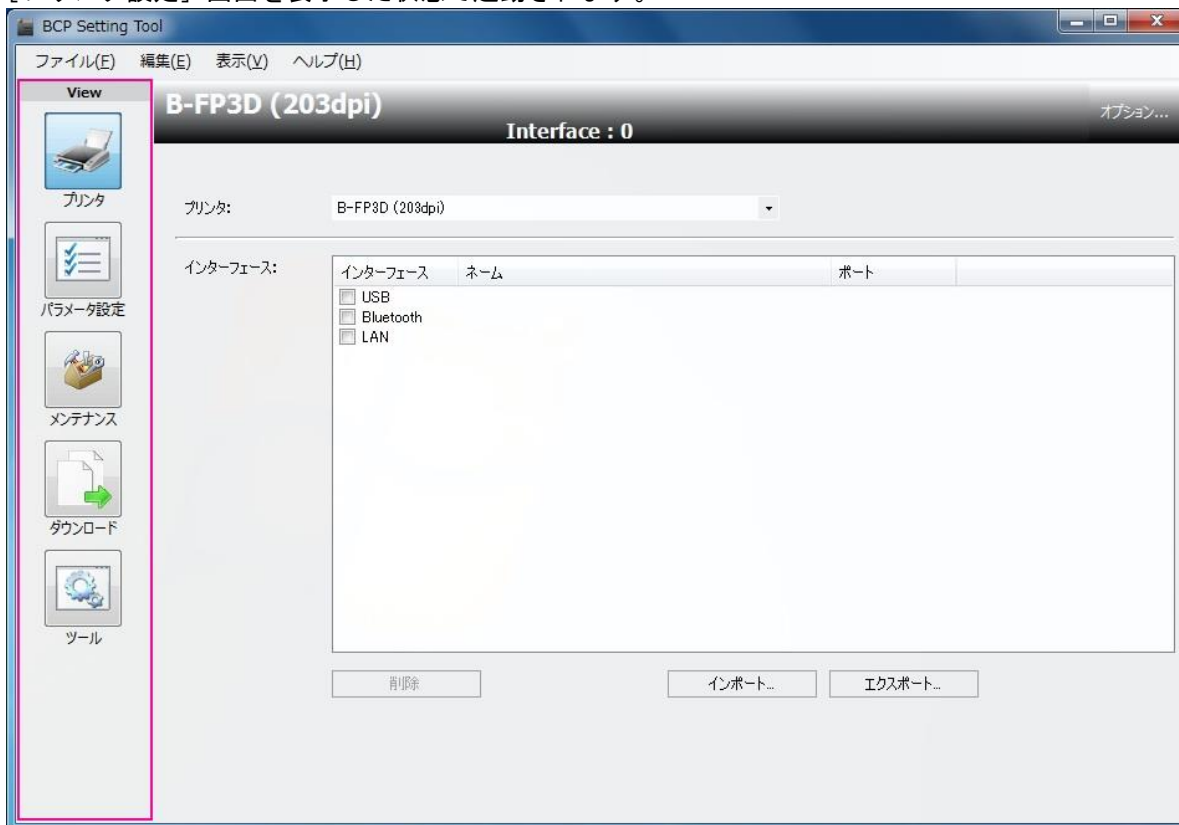 BCP Setting Tool
ファイル(F) 編集(E) 表示(V) ヘルプ(H)
View
B-FP3D (203dpi)
Interface : 0
オプション...
プリンタ
プリンタ:
B-FP3D (203dpi)
パラメータ設定
インターフェース:
インターフェース ネーム ポート
USB
Bluetooth
LAN
メンテナンス
ダウンロード
ツール
削除
インポート...
エクスポート...